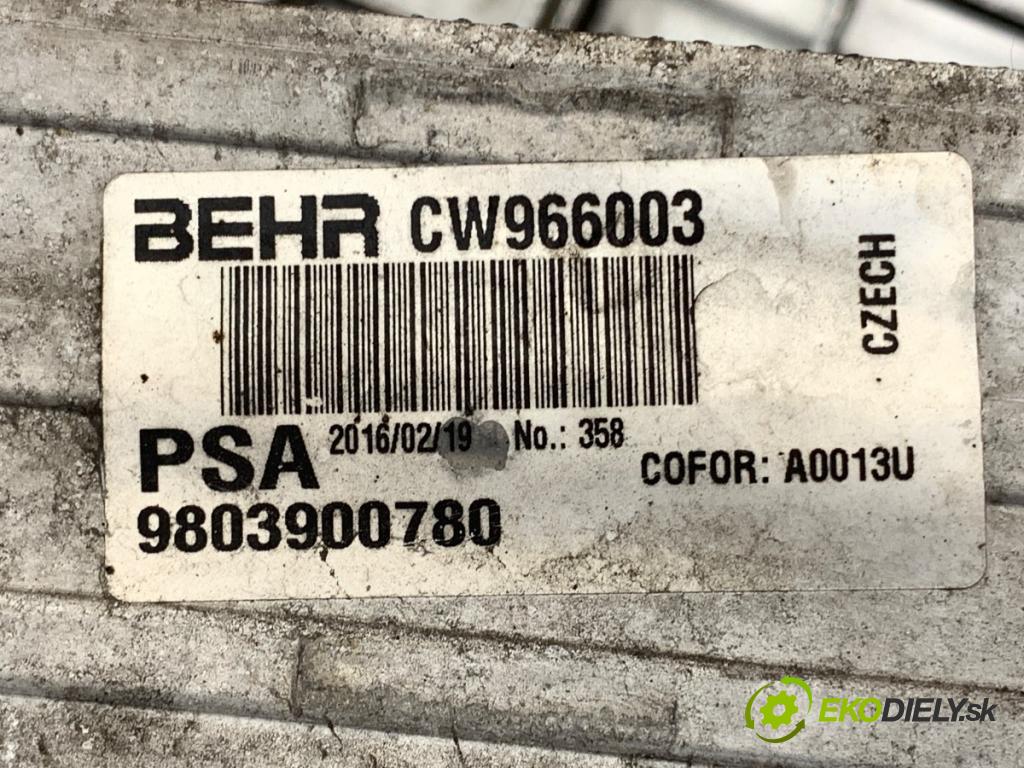 BEHR CW966003
CZECH
PSA 2016/02/19 No.: 358
COFOR: A0013U
9803900780
EKODIELY.sk